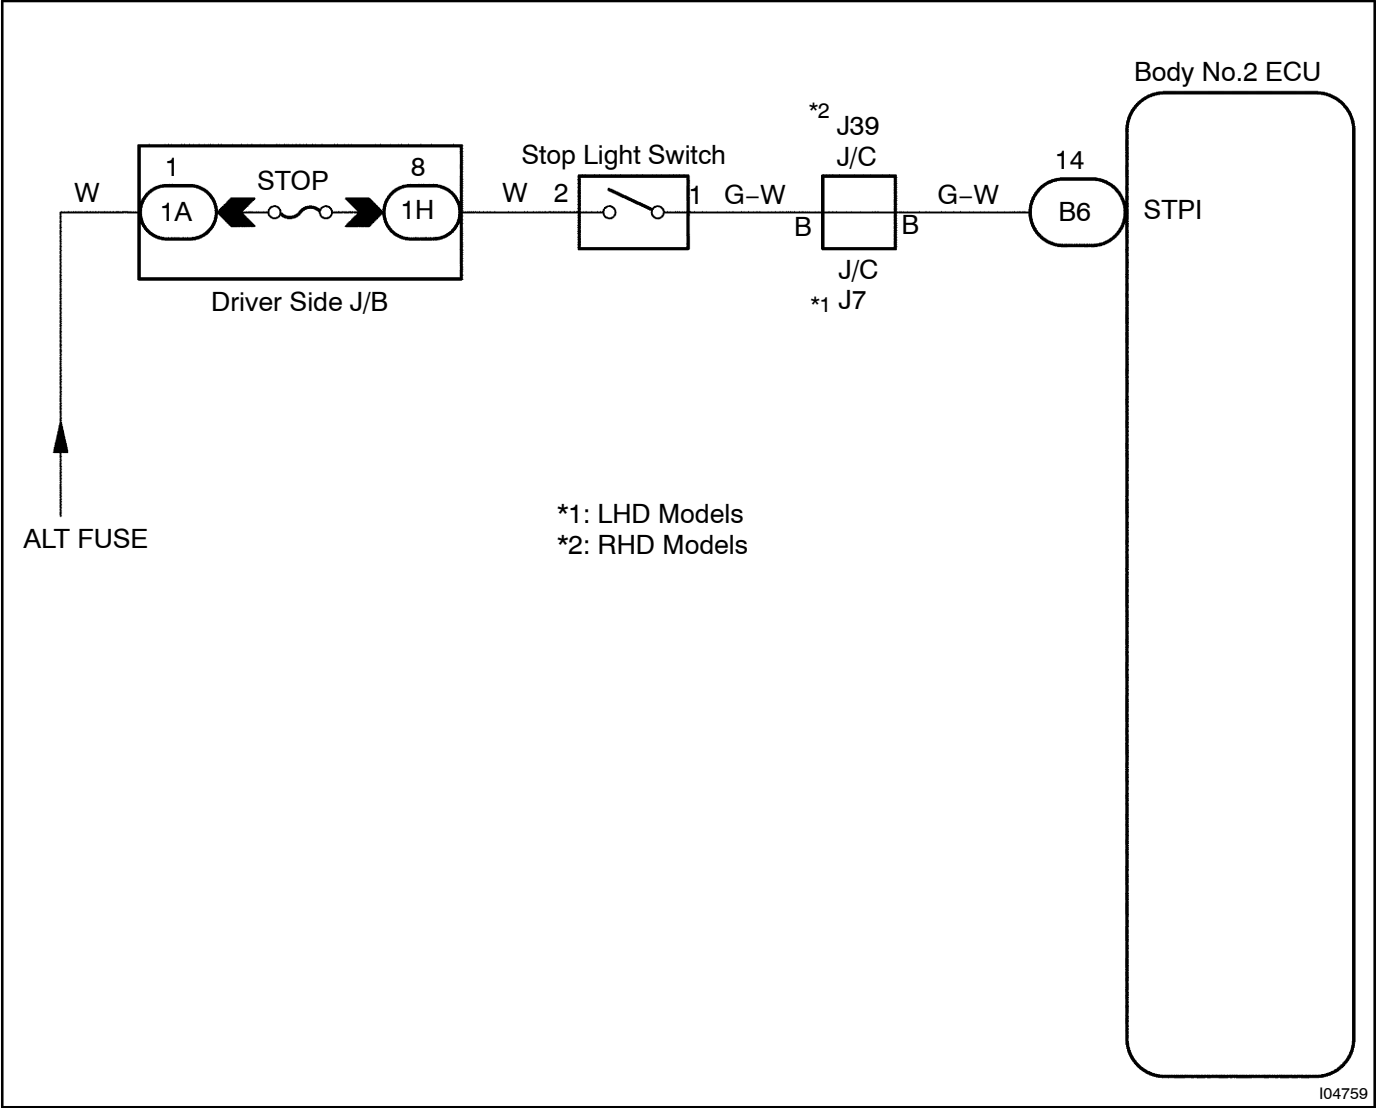 Body No.2 ECU
*2 J39
J/C
Stop Light Switch
1
STOP
8
W
1A
1H
W
2
1
G–W
B
B
G–W
14
B6
STPI
Driver Side J/B
J/C
*1 J7
ALT FUSE
*1: LHD Models
*2: RHD Models
I04759